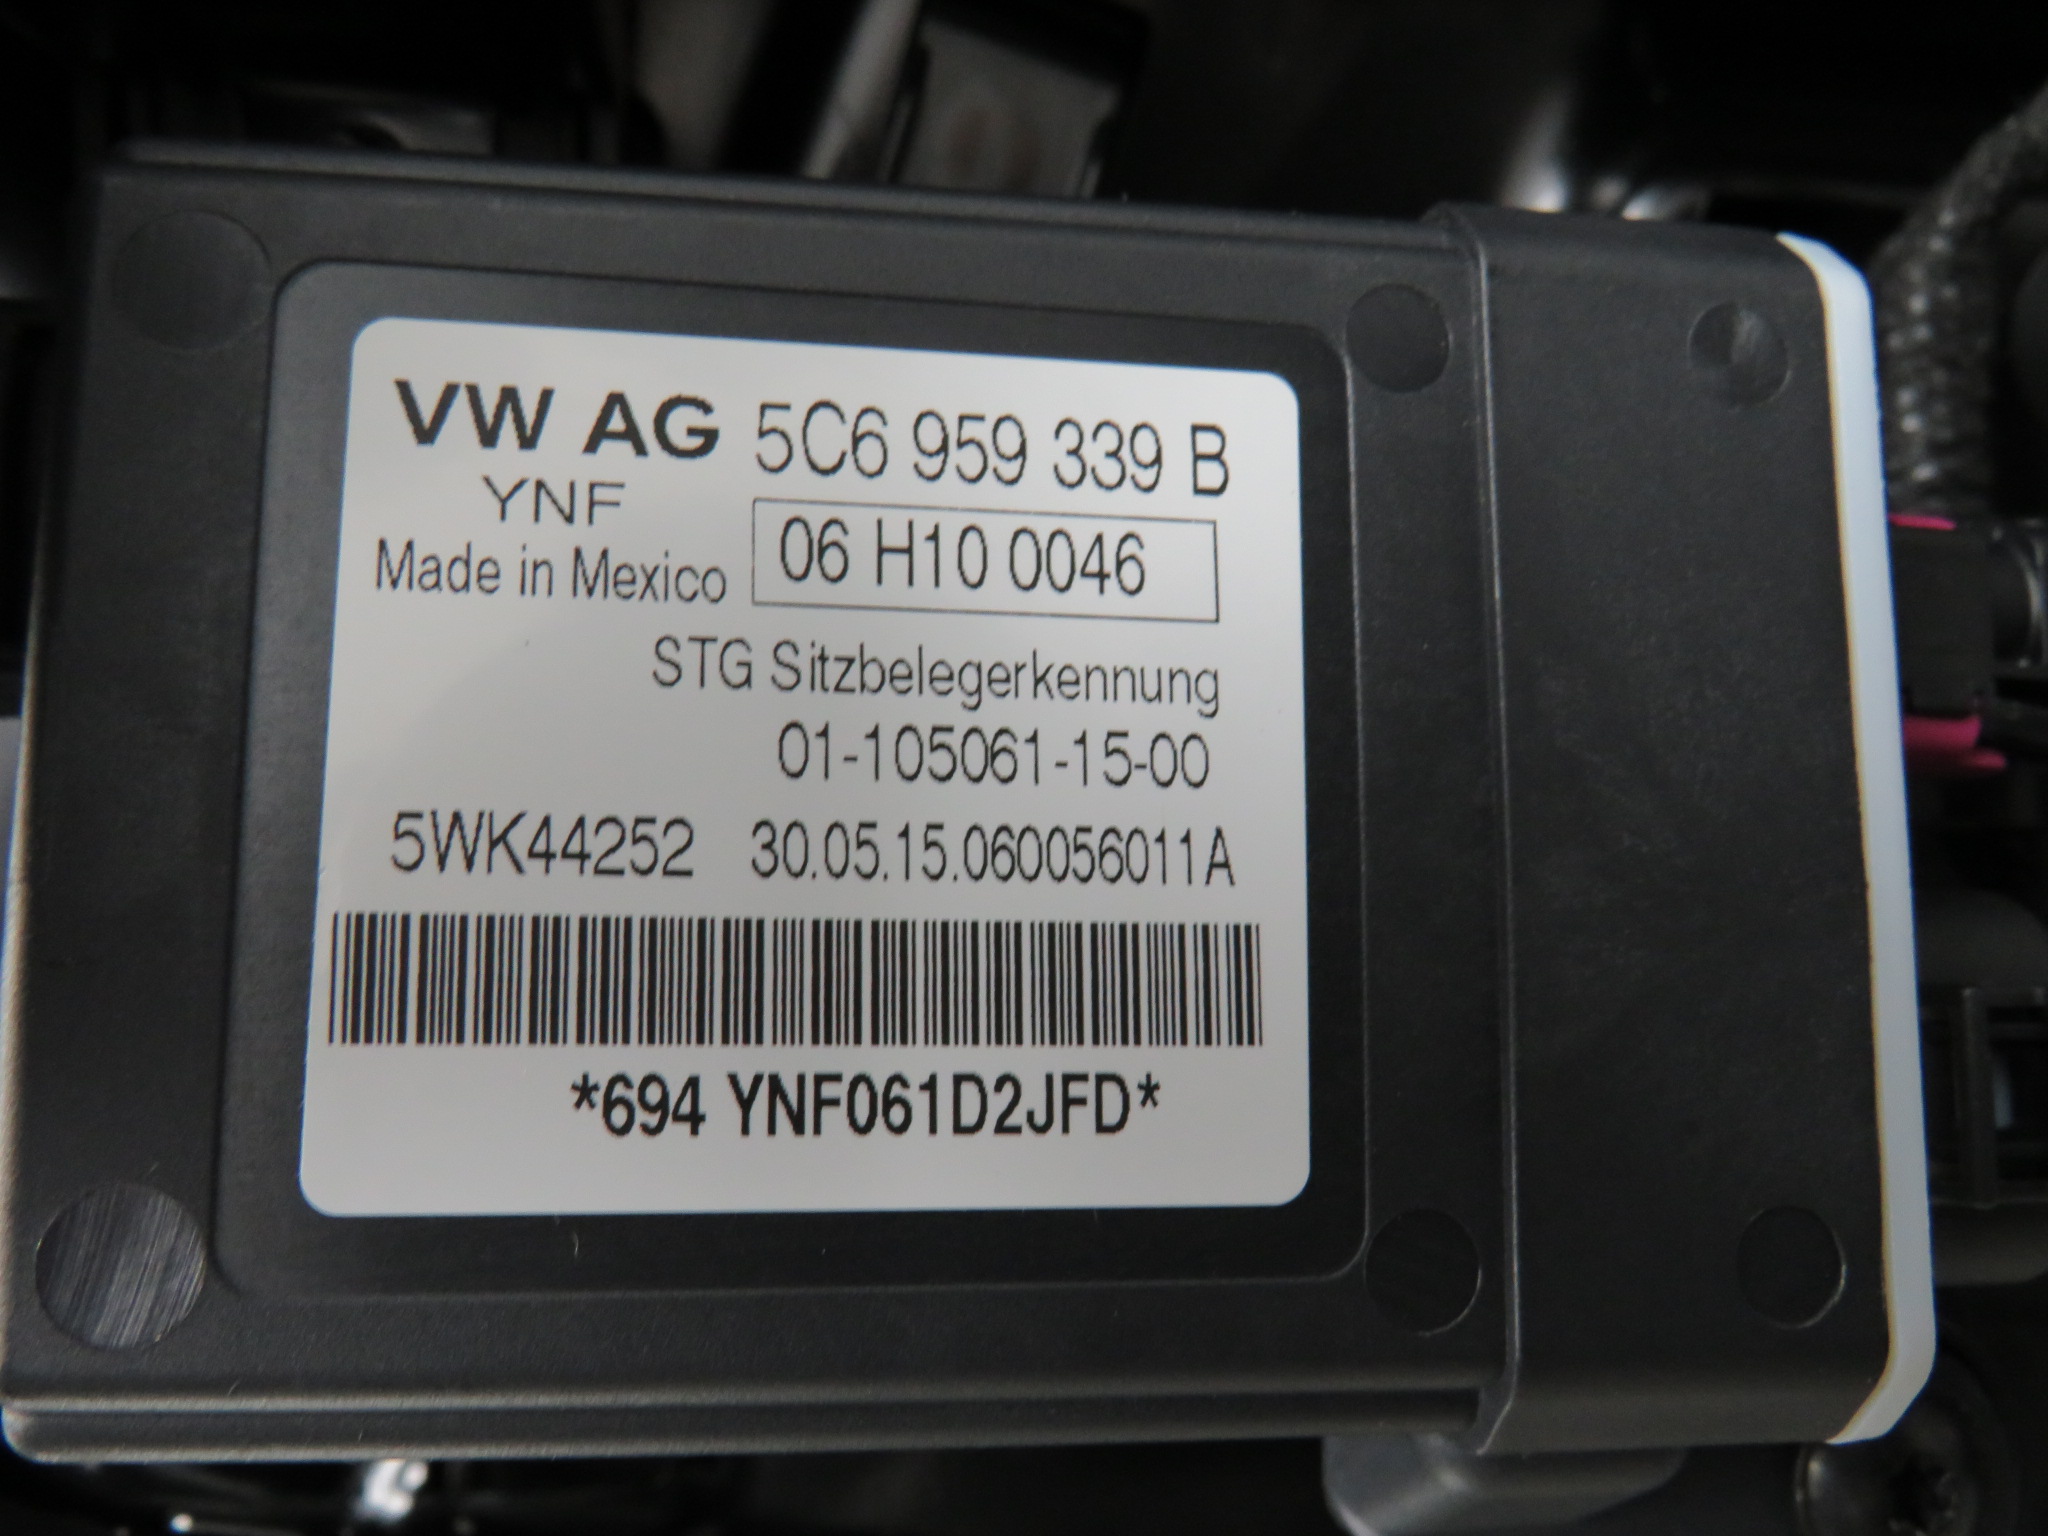 VW AG 5C6 959 339 B
YNF
Made in Mexico 06 H10 0046
STG Sitzbelegerkennung
01-105061-15-00
5WK44252 30.05.15.060056011A
*694 YNF061D2JFD*